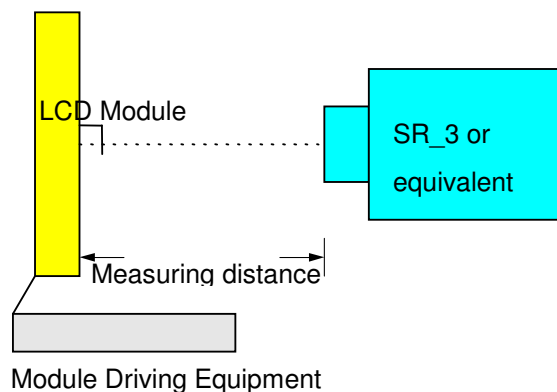 LCD Module
SR_3 or
equivalent
Measuring distance
Module Driving Equipment